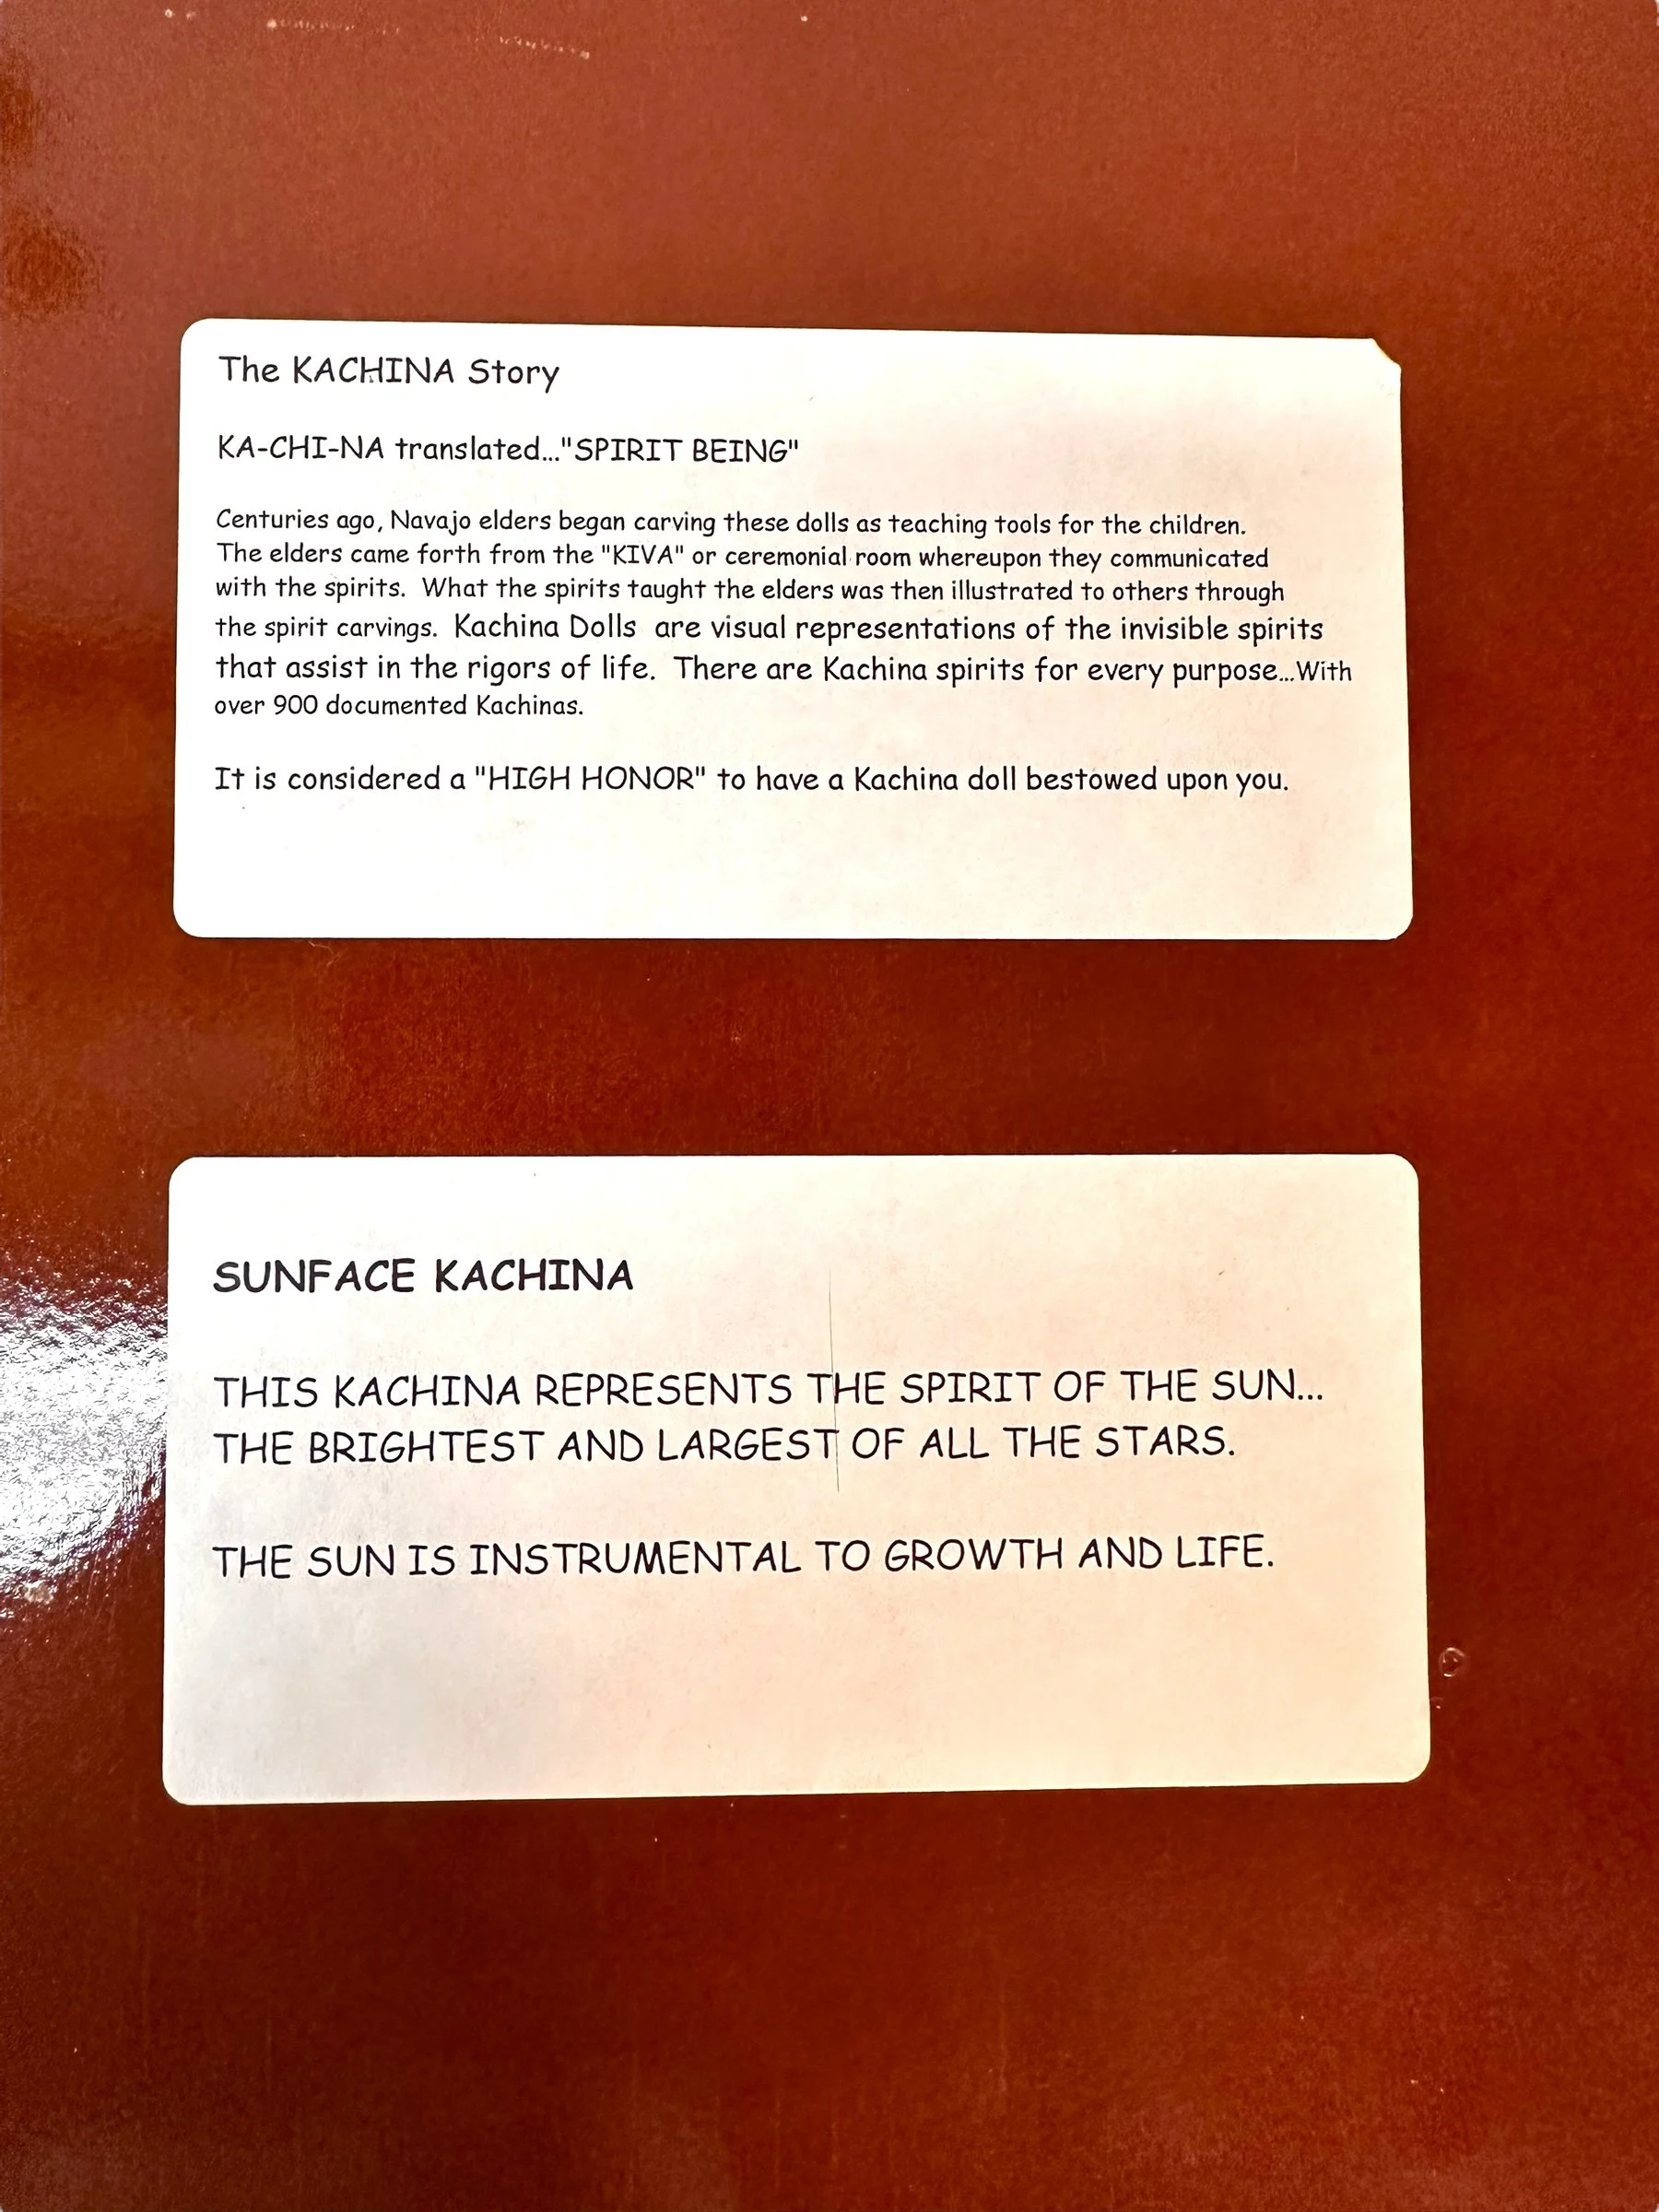 The KACHINA Story
KA-CHI-NA translated..."SPIRIT BEING"
Centuries ago, Navajo elders began carving these dolls as teaching tools for the children.
The elders came forth from the "KIVA" or ceremonial room whereupon they communicated
with the spirits.  What the spirits taught the elders was then illustrated to others through
the spirit carvings.  Kachina Dolls  are visual representations of the invisible spirits
that assist in the rigors of life.  There are Kachina spirits for every purpose...With
over 900 documented Kachinas.
It is considered a "HIGH HONOR" to have a Kachina doll bestowed upon you.
SUNFACE KACHINA
THIS KACHINA REPRESENTS THE SPIRIT OF THE SUN...
THE BRIGHTEST AND LARGEST OF ALL THE STARS.
THE SUN IS INSTRUMENTAL TO GROWTH AND LIFE.